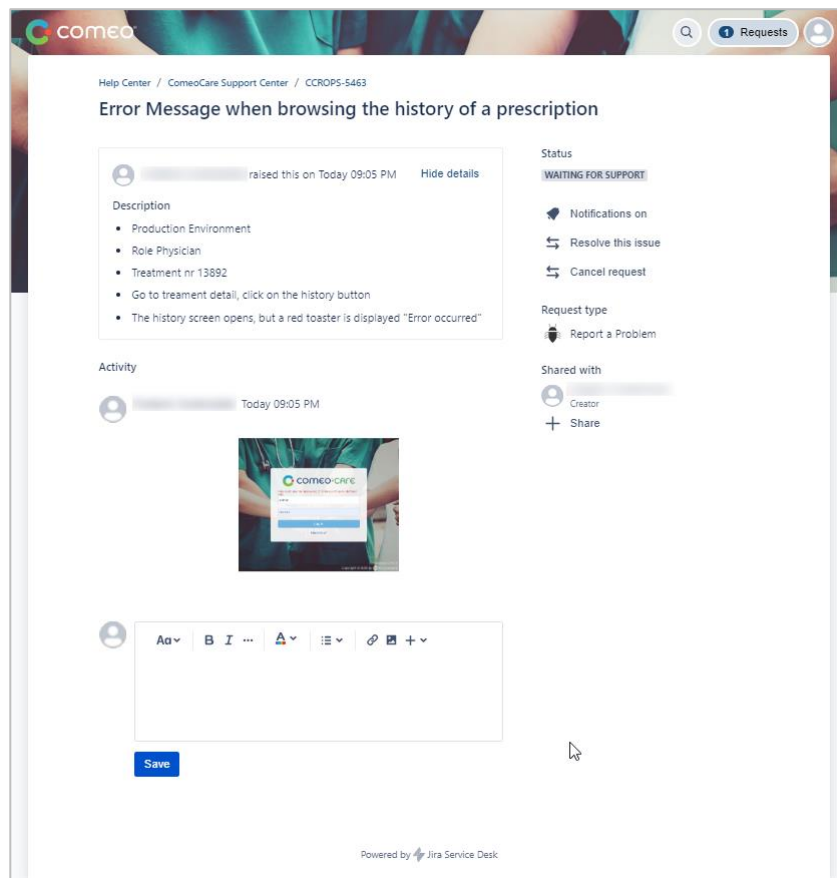 comeo
1 Requests
Help Center / ComeoCare Support Center / CCROPS-5463
Error Message when browsing the history of a prescription
raised this on Today 09:05 PM Hide details
Description
• Production Environment
• Role Physician
• Treatment nr 13892
• Go to treament detail, click on the history button
• The history screen opens, but a red toaster is displayed "Error occurred"
Status
WAITING FOR SUPPORT
Notifications on
Resolve this issue
Cancel request
Request type
Report a Problem
Shared with
Creator
Share
Activity
Today 09:05 PM
comeo-care
Aa B I ... A
Save
Powered by Jira Service Desk